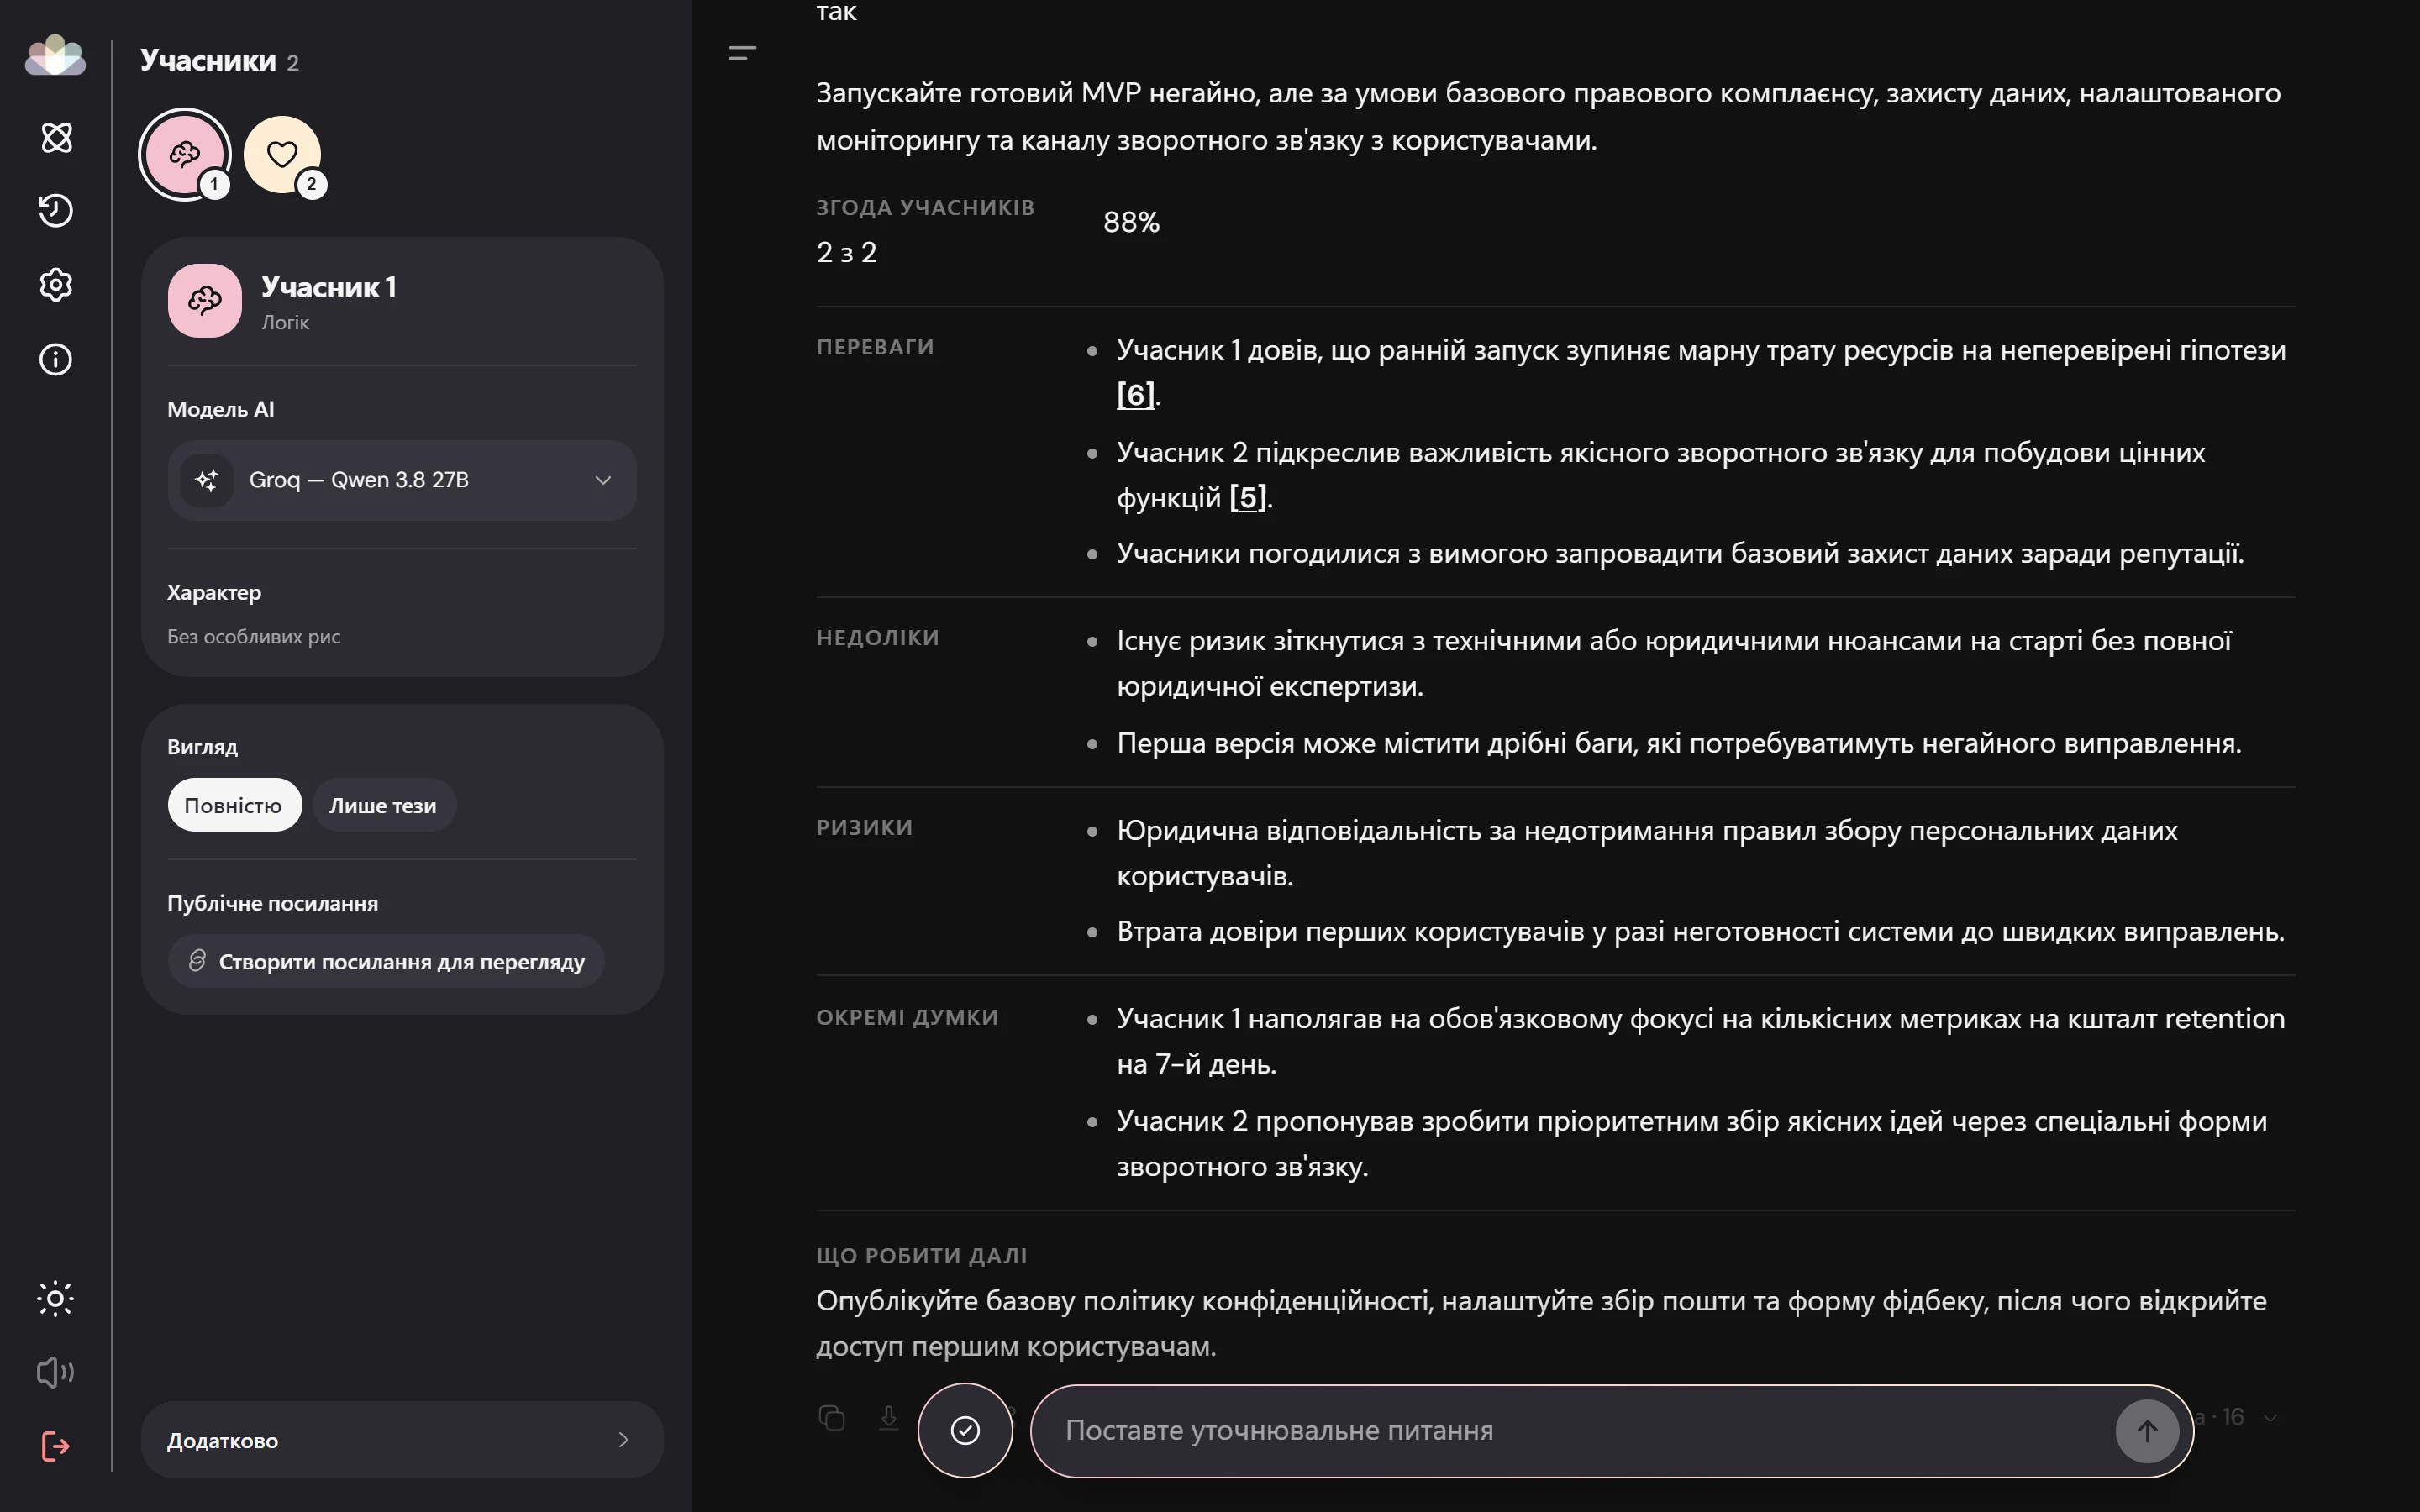 Учасники 2
1
2
Учасник 1
Логік
Модель AI
Groq — Qwen 3.8 27B
Характер
Без особливих рис
Вигляд
Повністю
Лише тези
Публічне посилання
Створити посилання для перегляду
Додатково
так
Запускайте готовий MVP негайно, але за умови базового правового комплаєнсу, захисту даних, налаштованого
моніторингу та каналу зворотного зв'язку з користувачами.
ЗГОДА УЧАСНИКІВ
2 з 2
88%
ПЕРЕВАГИ
Учасник 1 довів, що ранній запуск зупиняє марну трату ресурсів на неперевірені гіпотези
[6].
Учасник 2 підкреслив важливість якісного зворотного зв'язку для побудови цінних
функцій [5].
Учасники погодилися з вимогою запровадити базовий захист даних заради репутації.
НЕДОЛІКИ
Існує ризик зіткнутися з технічними або юридичними нюансами на старті без повної
юридичної експертизи.
Перша версія може містити дрібні баги, які потребуватимуть негайного виправлення.
РИЗИКИ
Юридична відповідальність за недотримання правил збору персональних даних
користувачів.
Втрата довіри перших користувачів у разі неготовності системи до швидких виправлень.
ОКРЕМІ ДУМКИ
Учасник 1 наполягав на обов'язковому фокусі на кількісних метриках на кшталт retention
на 7-й день.
Учасник 2 пропонував зробити пріоритетним збір якісних ідей через спеціальні форми
зворотного зв'язку.
ЩО РОБИТИ ДАЛІ
Опублікуйте базову політику конфіденційності, налаштуйте збір пошти та форму фідбеку, після чого відкрийте
доступ першим користувачам.
Поставте уточнювальне питання
· 16